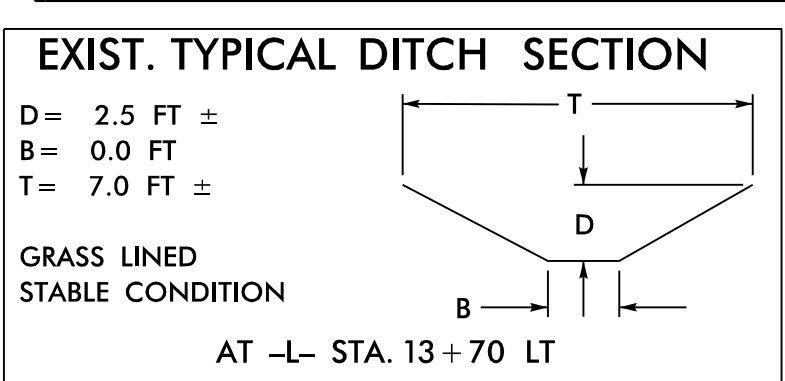 EXIST. TYPICAL DITCH SECTION
D= 2.5 FT ±
B= 0.0 FT
T= 7.0 FT ±
GRASS LINED
STABLE CONDITION
T
D
B
AT -L- STA. 13+70 LT